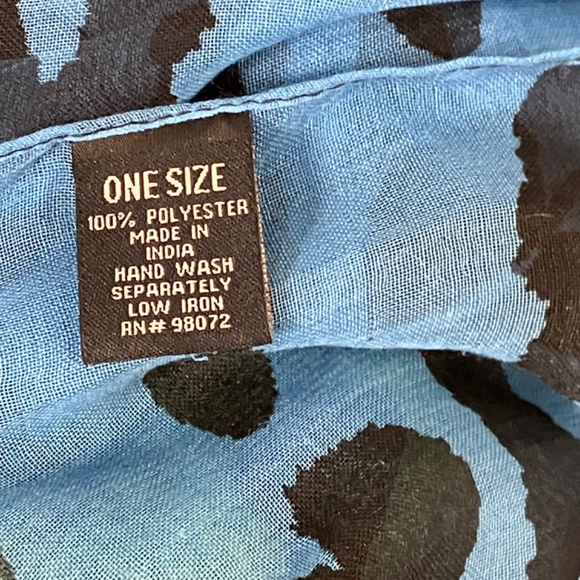 ONE SIZE
100% POLYESTER
MADE IN
INDIA
HAND WASH
SEPARATELY
LOW IRON
RN# 98072